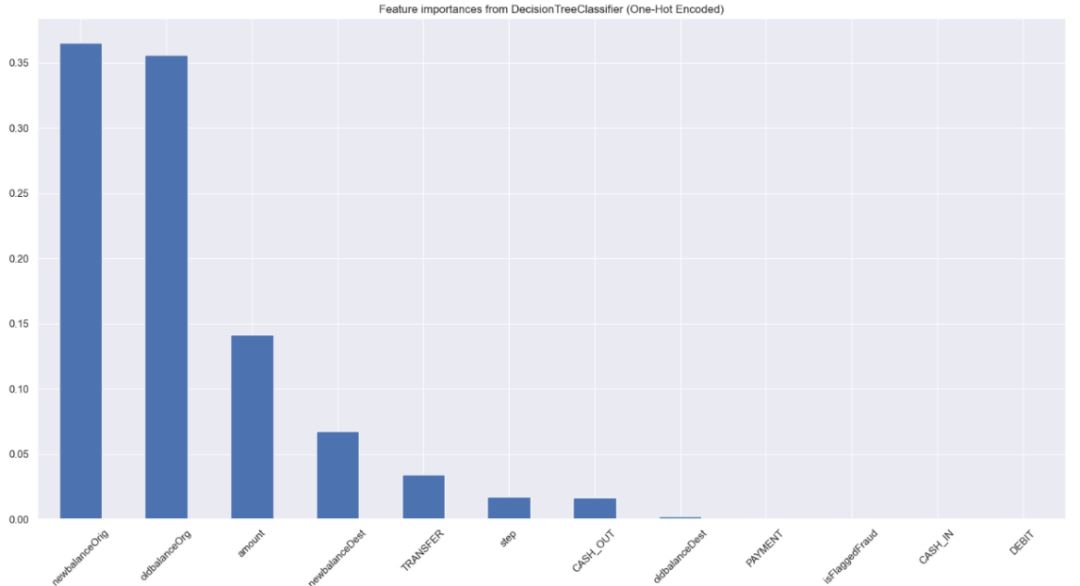 Feature importances from DecisionTreeClassifier (One-Hot Encoded)
0.35
0.30
0.25
0.20
0.15
0.10
0.05
0.00
newbalanceOrig
oldbalanceOrg
amount
newbalanceDest
TRANSFER
step
CASH_OUT
oldbalanceDest
PAYMENT
isFlaggedFraud
CASH_IN
DEBIT